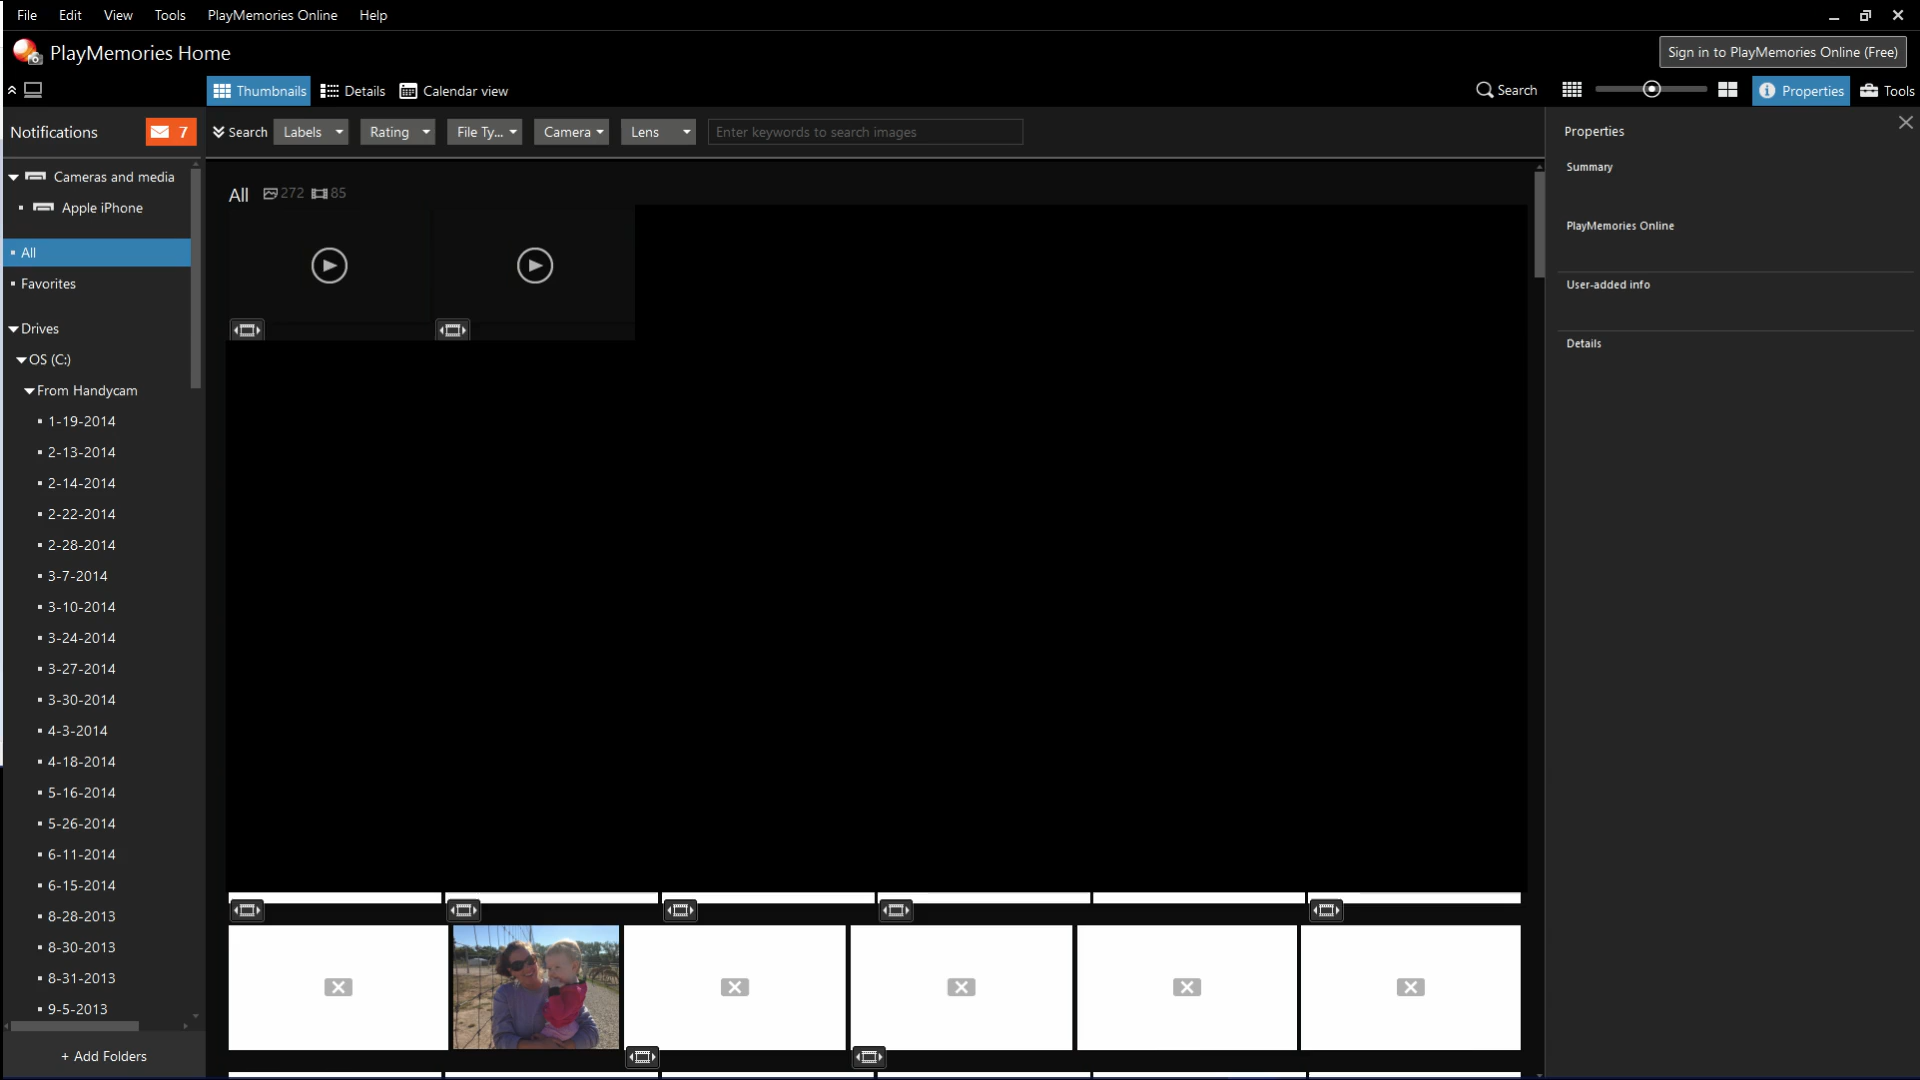 File Edit View Tools PlayMemories Online Help
PlayMemories Home
Sign in to PlayMemories Online (Free)
Thumbnails Details Calendar view Search Properties Tools
Notifications 7
Search Labels Rating File Ty... Camera Lens Enter keywords to search images
Cameras and media
Apple iPhone
All
Favorites
Drives
OS (C:)
From Handycam
1-19-2014
2-13-2014
2-14-2014
2-22-2014
2-28-2014
3-7-2014
3-10-2014
3-24-2014
3-27-2014
3-30-2014
4-3-2014
4-18-2014
5-16-2014
5-26-2014
6-11-2014
6-15-2014
8-28-2013
8-30-2013
8-31-2013
9-5-2013
+ Add Folders
All 272 85
Properties
Summary
PlayMemories Online
User-added info
Details